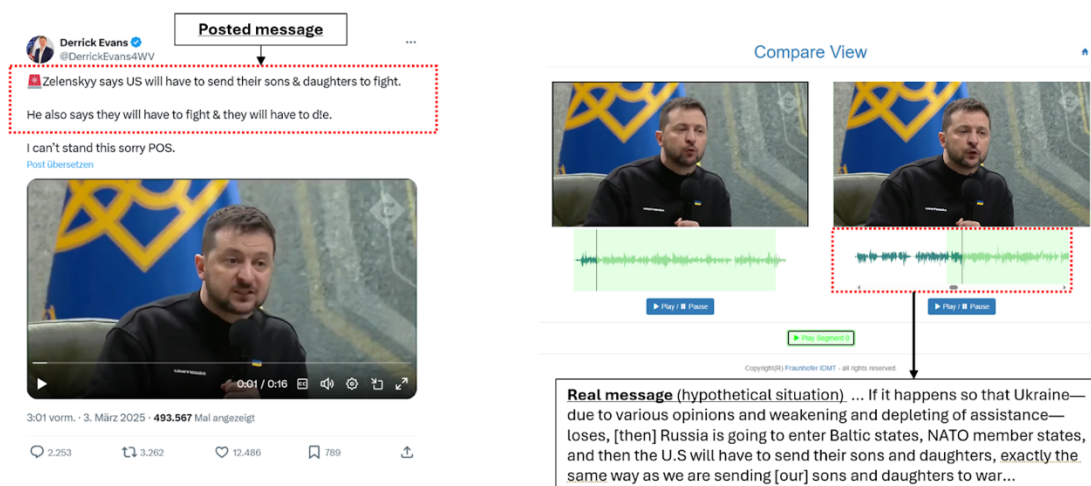 Posted message
Derrick Evans
@DerrickEvans4WV
🚨Zelenskyy says US will have to send their sons & daughters to fight.
He also says they will have to fight & they will have to d!e.
I can't stand this sorry POS.
Post übersetzen
0:01 / 0:16
3:01 vorm. · 3. März 2025 · 493.567 Mal angezeigt
2.253
3.262
12.486
789
Compare View
Play / Pause
Play / Pause
Play Segment 0
Copyright(R) Fraunhofer IDMT - all rights reserved.
Real message (hypothetical situation) ... If it happens so that Ukraine—
due to various opinions and weakening and depleting of assistance—
loses, [then] Russia is going to enter Baltic states, NATO member states,
and then the U.S will have to send their sons and daughters, exactly the
same way as we are sending [our] sons and daughters to war...